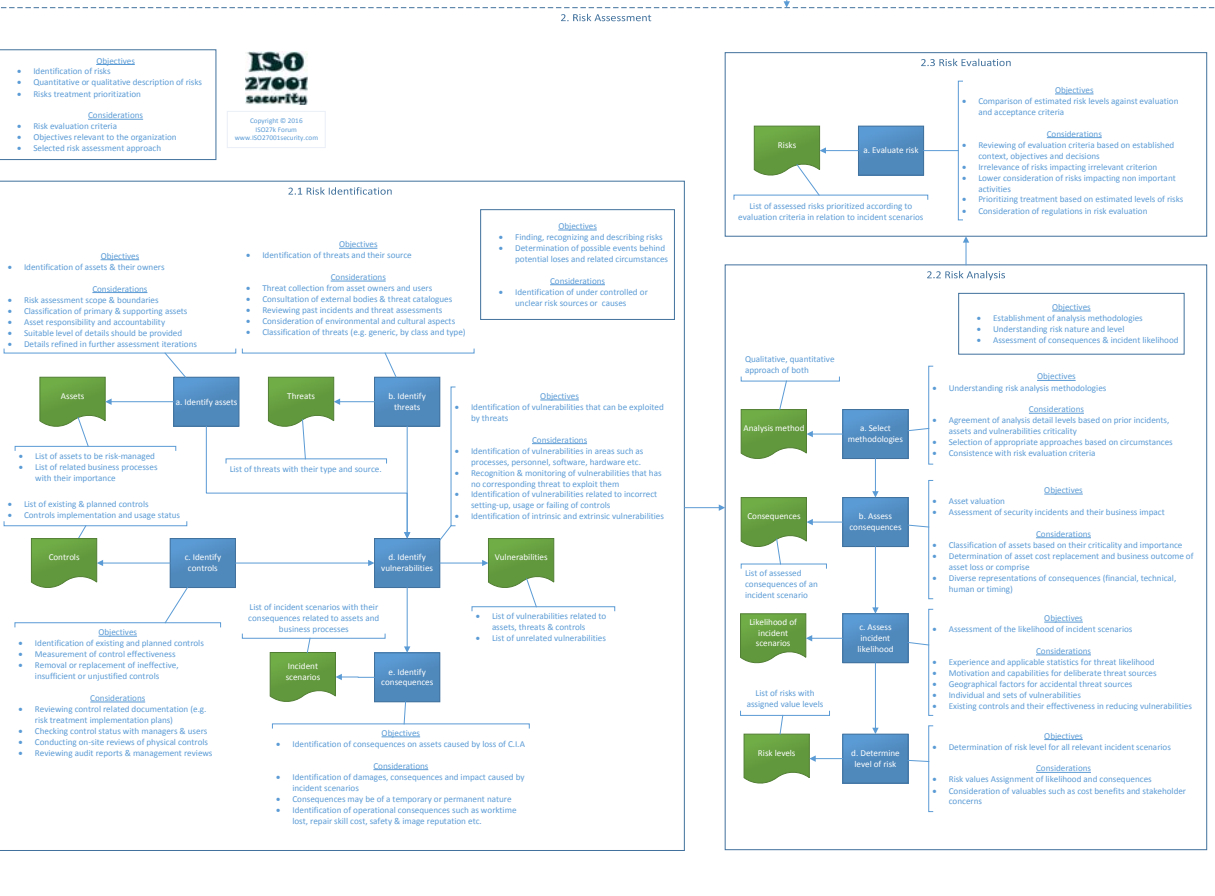 2. Risk Assessment
Objectives
Identification of risks
Quantitative or qualitative description of risks
Risks treatment prioritization
Considerations
Risk evaluation criteria
Objectives relevant to the organization
Selected risk assessment approach
ISO
27001
security
Copyright © 2016
ISO27k Forum
www.ISO27001security.com
2.1 Risk Identification
Objectives
Finding, recognizing and describing risks
Determination of possible events behind
potential loses and related circumstances
Considerations
Identification of under controlled or
unclear risk sources or causes
Objectives
Identification of assets & their owners
Considerations
Risk assessment scope & boundaries
Classification of primary & supporting assets
Asset responsibility and accountability
Suitable level of details should be provided
Details refined in further assessment iterations
Objectives
Identification of threats and their source
Considerations
Threat collection from asset owners and users
Consultation of external bodies & threat catalogues
Reviewing past incidents and threat assessments
Consideration of environmental and cultural aspects
Classification of threats (e.g. generic, by class and type)
Assets
a. Identify assets
Threats
b. Identify
threats
List of assets to be risk-managed
List of related business processes
with their importance
List of threats with their type and source.
Objectives
Identification of vulnerabilities that can be exploited
by threats
Considerations
Identification of vulnerabilities in areas such as
processes, personnel, software, hardware etc.
Recognition & monitoring of vulnerabilities that has
no corresponding threat to exploit them
Identification of vulnerabilities related to incorrect
setting-up, usage or failing of controls
Identification of intrinsic and extrinsic vulnerabilities
List of existing & planned controls
Controls implementation and usage status
Controls
c. Identify
controls
d. Identify
vulnerabilities
Vulnerabilities
List of vulnerabilities related to
assets, threats & controls
List of unrelated vulnerabilities
Objectives
Identification of existing and planned controls
Measurement of control effectiveness
Removal or replacement of ineffective,
insufficient or unjustified controls
Considerations
Reviewing control related documentation (e.g.
risk treatment implementation plans)
Checking control status with managers & users
Conducting on-site reviews of physical controls
Reviewing audit reports & management reviews
List of incident scenarios with their
consequences related to assets and
business processes
Incident
scenarios
e. Identify
consequences
Objectives
Identification of consequences on assets caused by loss of C.I.A
Considerations
Identification of damages, consequences and impact caused by
incident scenarios
Consequences may be of a temporary or permanent nature
Identification of operational consequences such as worktime
lost, repair skill cost, safety & image reputation etc.
2.3 Risk Evaluation
Risks
a. Evaluate risk
List of assessed risks prioritized according to
evaluation criteria in relation to incident scenarios
Objectives
Comparison of estimated risk levels against evaluation
and acceptance criteria
Considerations
Reviewing of evaluation criteria based on established
context, objectives and decisions
Irrelevance of risks impacting irrelevant criterion
Lower consideration of risks impacting non important
activities
Prioritizing treatment based on estimated levels of risks
Consideration of regulations in risk evaluation
2.2 Risk Analysis
Objectives
Establishment of analysis methodologies
Understanding risk nature and level
Assessment of consequences & incident likelihood
Qualitative, quantitative
approach of both
Analysis method
a. Select
methodologies
Objectives
Understanding risk analysis methodologies
Considerations
Agreement of analysis detail levels based on prior incidents,
assets and vulnerabilities criticality
Selection of appropriate approaches based on circumstances
Consistence with risk evaluation criteria
Consequences
b. Assess
consequences
List of assessed
consequences of an
incident scenario
Objectives
Asset valuation
Assessment of security incidents and their business impact
Considerations
Classification of assets based on their criticality and importance
Determination of asset cost replacement and business outcome of
asset loss or comprise
Diverse representations of consequences (financial, technical,
human or timing)
Likelihood of
incident
scenarios
c. Assess
incident
likelihood
Objectives
Assessment of the likelihood of incident scenarios
Considerations
Experience and applicable statistics for threat likelihood
Motivation and capabilities for deliberate threat sources
Geographical factors for accidental threat sources
Individual and sets of vulnerabilities
Existing controls and their effectiveness in reducing vulnerabilities
List of risks with
assigned value levels
Risk levels
d. Determine
level of risk
Objectives
Determination of risk level for all relevant incident scenarios
Considerations
Risk values Assignment of likelihood and consequences
Consideration of valuables such as cost benefits and stakeholder
concerns